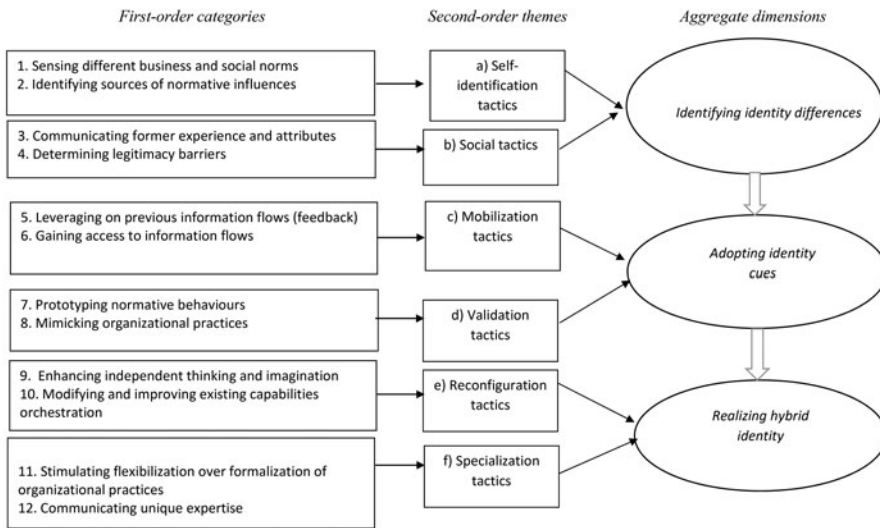 First-order categories
Second-order themes
Aggregate dimensions
1. Sensing different business and social norms
2. Identifying sources of normative influences
a) Self-
identification
tactics
Identifying identity differences
3. Communicating former experience and attributes
4. Determining legitimacy barriers
b) Social tactics
5. Leveraging on previous information flows (feedback)
6. Gaining access to information flows
c) Mobilization
tactics
Adopting identity
cues
7. Prototyping normative behaviours
8. Mimicking organizational practices
d) Validation
tactics
9. Enhancing independent thinking and imagination
10. Modifying and improving existing capabilities
orchestration
e) Reconfiguration
tactics
Realizing hybrid
identity
11. Stimulating flexibilization over formalization of
organizational practices
12. Communicating unique expertise
f) Specialization
tactics